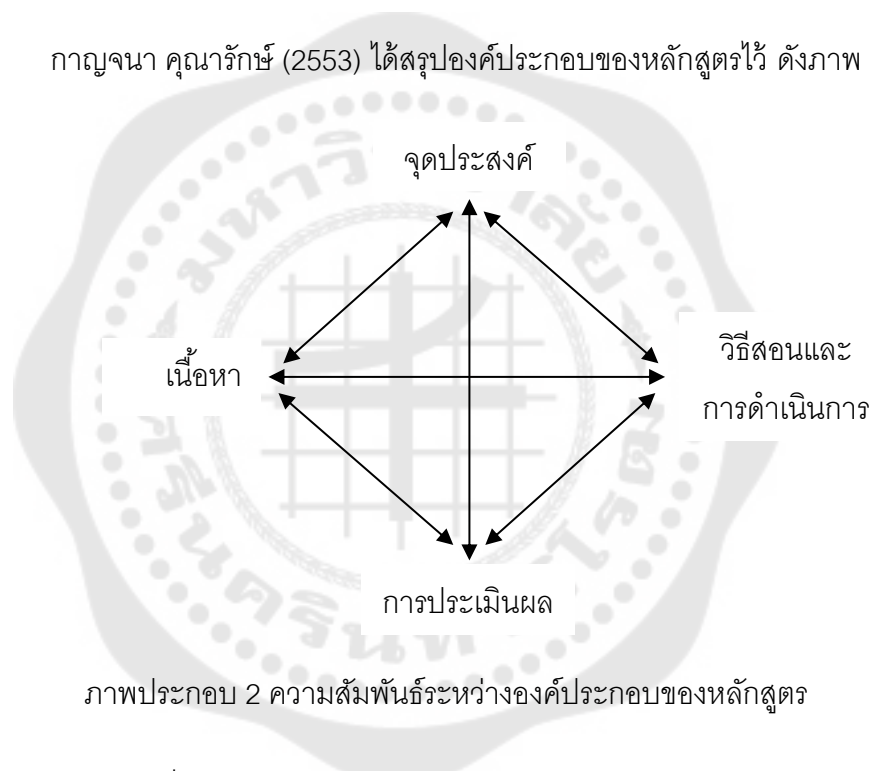 กาญจนา คุณารักษ์ (2553) ได้สรุปองค์ประกอบของหลักสูตรไว้ ดังภาพ
จุดประสงค์
เนื้อหา
วิธีสอนและ
การดำเนินการ
การประเมินผล
ภาพประกอบ 2 ความสัมพันธ์ระหว่างองค์ประกอบของหลักสูตร